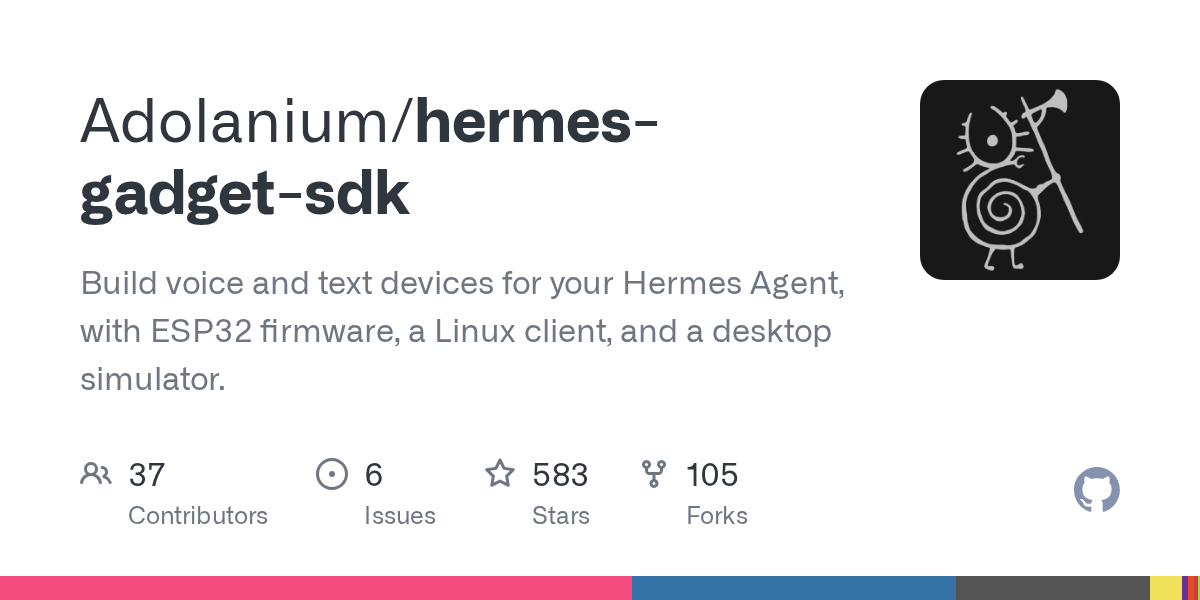 Adolanium/hermes-
gadget-sdk
Build voice and text devices for your Hermes Agent,
with ESP32 firmware, a Linux client, and a desktop
simulator.
37 6 583 105
Contributors Issues Stars Forks